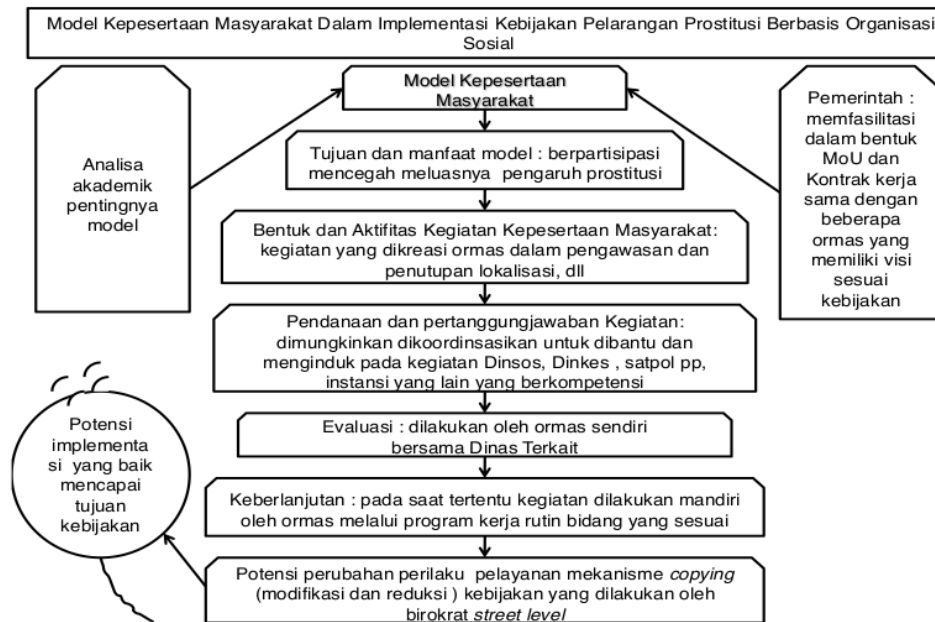 Model Kepesertaan Masyarakat Dalam Implementasi Kebijakan Pelarangan Prostitusi Berbasis Organisasi
Sosial
Model Kepesertaan
Masyarakat
Analisa
akademik
pentingnya
model
Pemerintah :
memfasilitasi
dalam bentuk
MoU dan
Kontrak kerja
sama dengan
beberapa
ormas yang
memiliki visi
sesuai
kebijakan
Tujuan dan manfaat model : berpartisipasi
mencegah meluasnya pengaruh prostitusi
Bentuk dan Aktifitas Kegiatan Kepesertaan Masyarakat:
kegiatan yang dikreasi ormas dalam pengawasan dan
penutupan lokalisasi, dll
Pendanaan dan pertanggungjawaban Kegiatan:
dimungkinkan dikoordinsasikan untuk dibantu dan
menginduk pada kegiatan Dinsos, Dinkes , satpol pp,
instansi yang lain yang berkompetensi
Evaluasi : dilakukan oleh ormas sendiri
bersama Dinas Terkait
Keberlanjutan : pada saat tertentu kegiatan dilakukan mandiri
oleh ormas melalui program kerja rutin bidang yang sesuai
Potensi perubahan perilaku pelayanan mekanisme copying
(modifikasi dan reduksi ) kebijakan yang dilakukan oleh
birokrat street level
Potensi
implementa
si yang baik
mencapai
tujuan
kebijakan